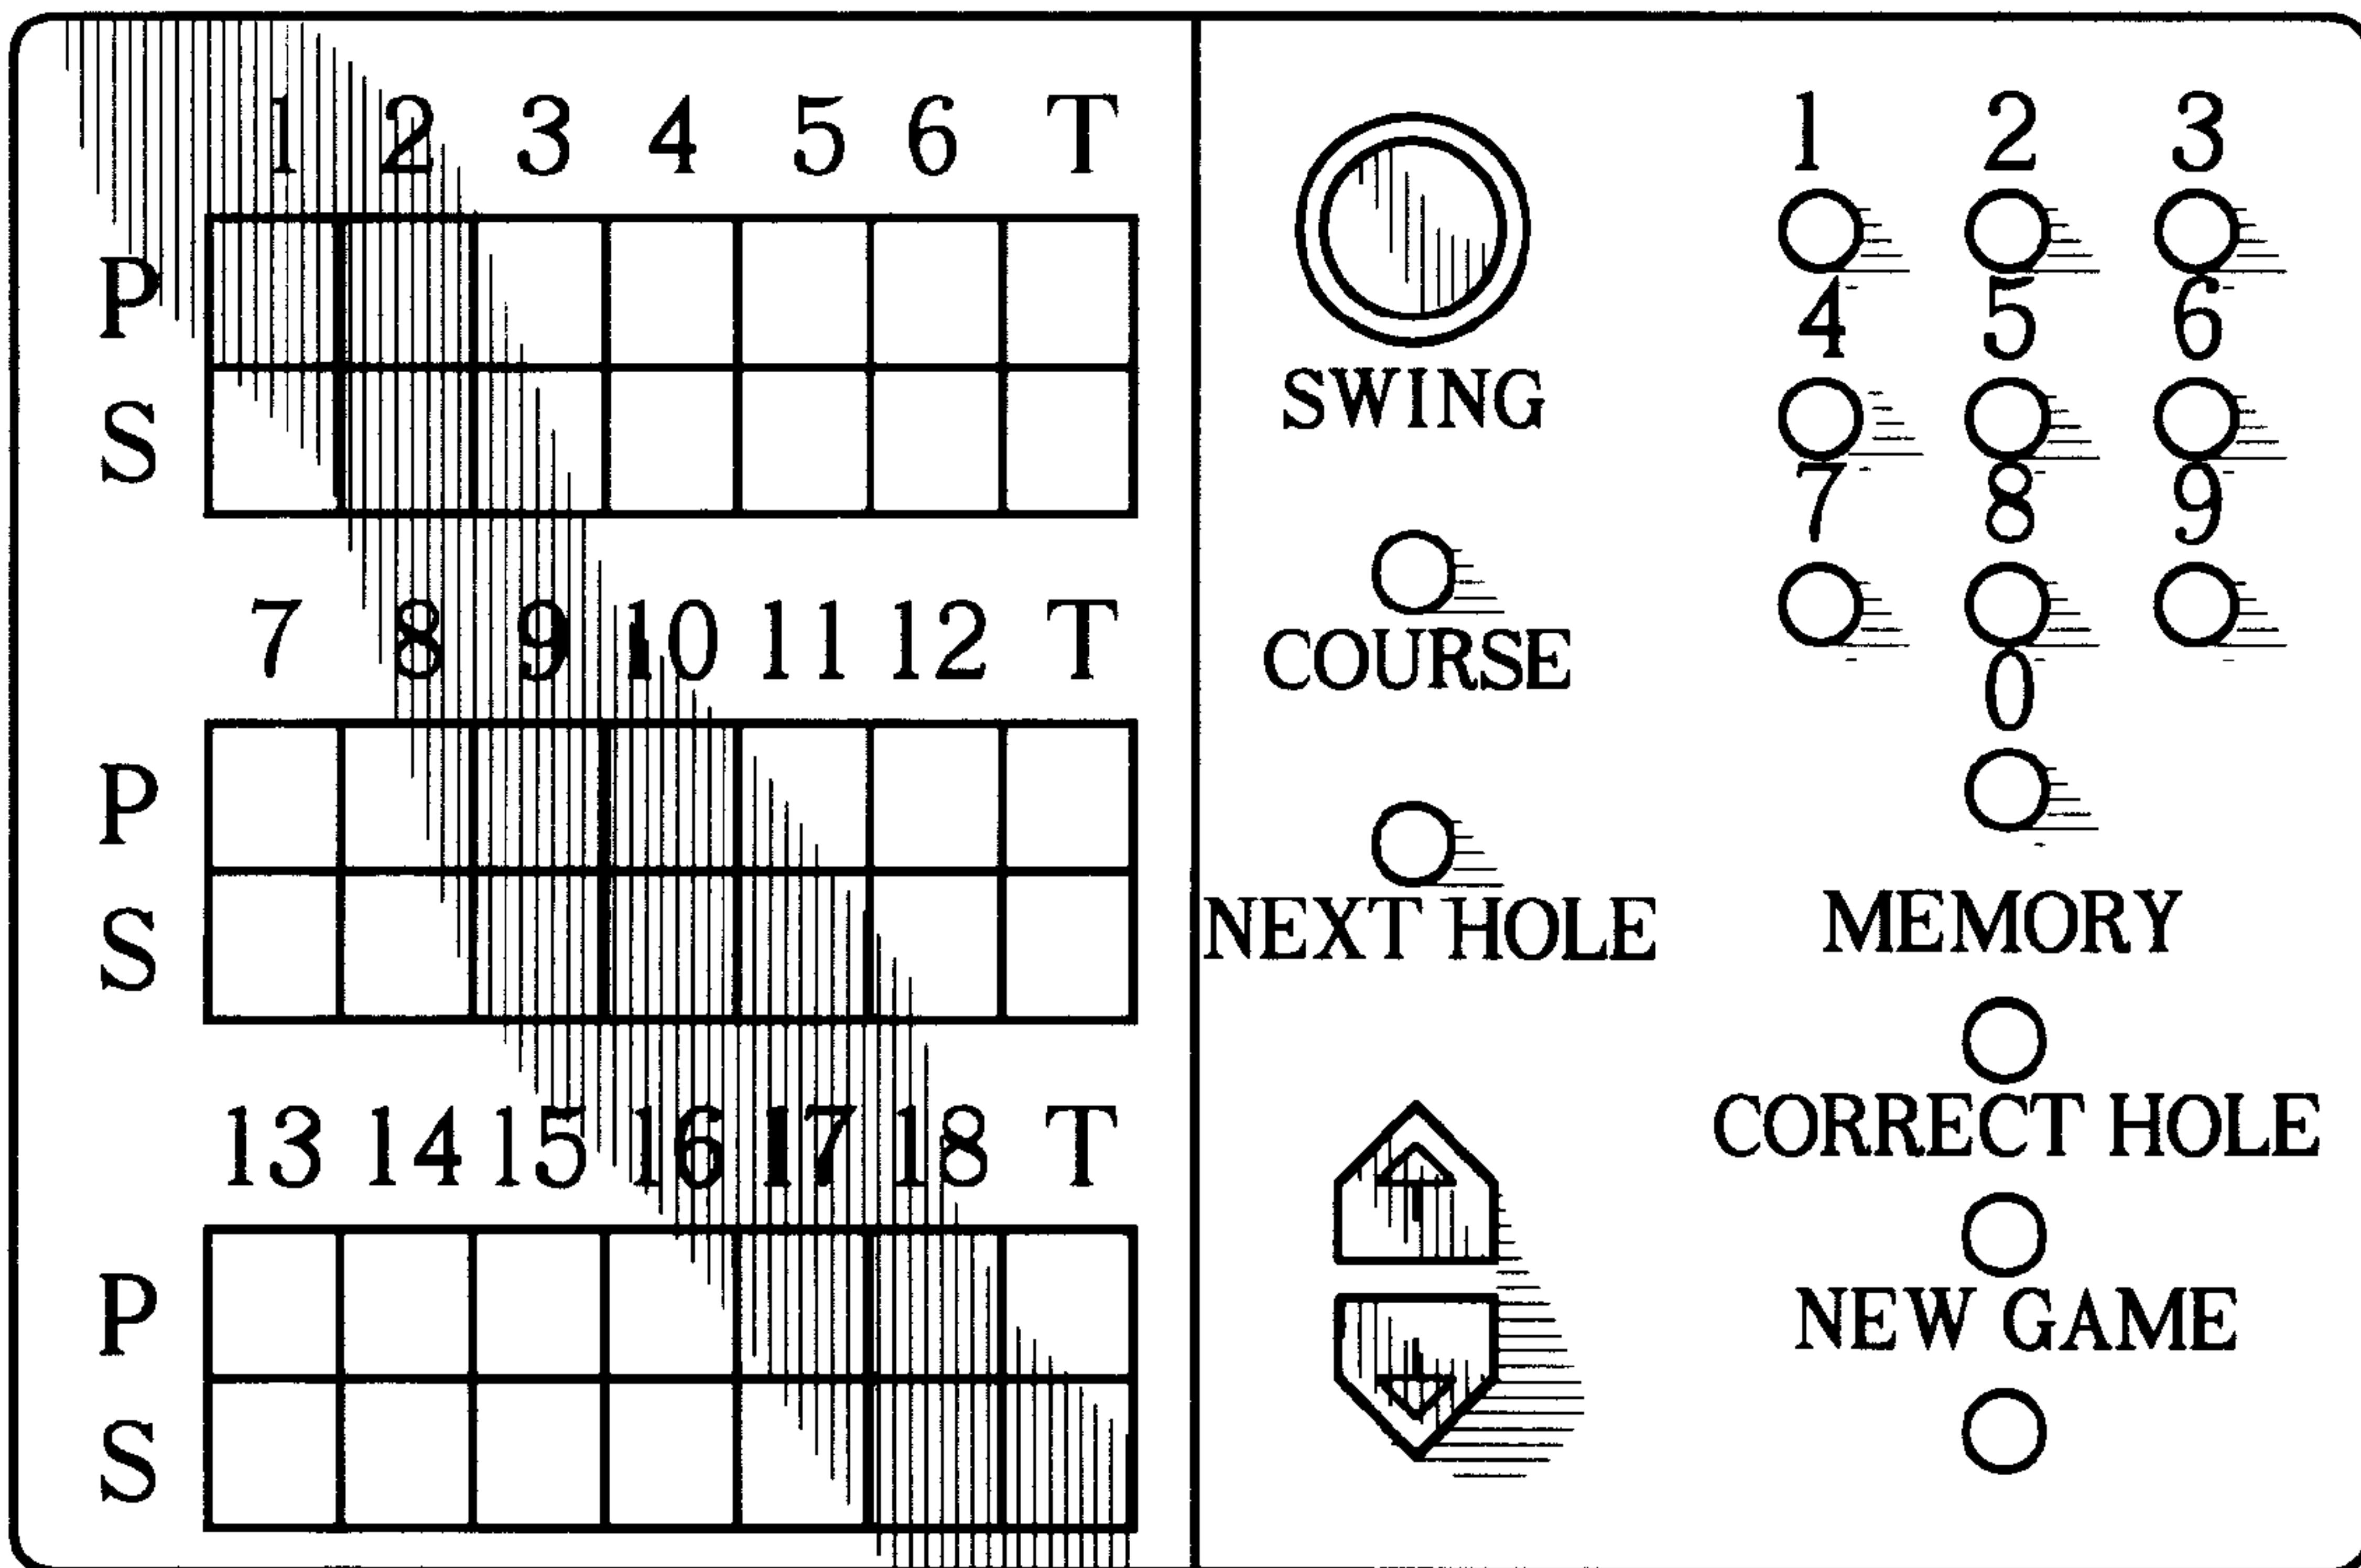 1 2 3 4 5 6 T
P
S
7 8 9 10 11 12 T
P
S
13 14 15 16 17 18 T
P
S
SWING
COURSE
NEXT HOLE
1 2 3
4 5 6
7 8 9
0
MEMORY
CORRECT HOLE
NEW GAME